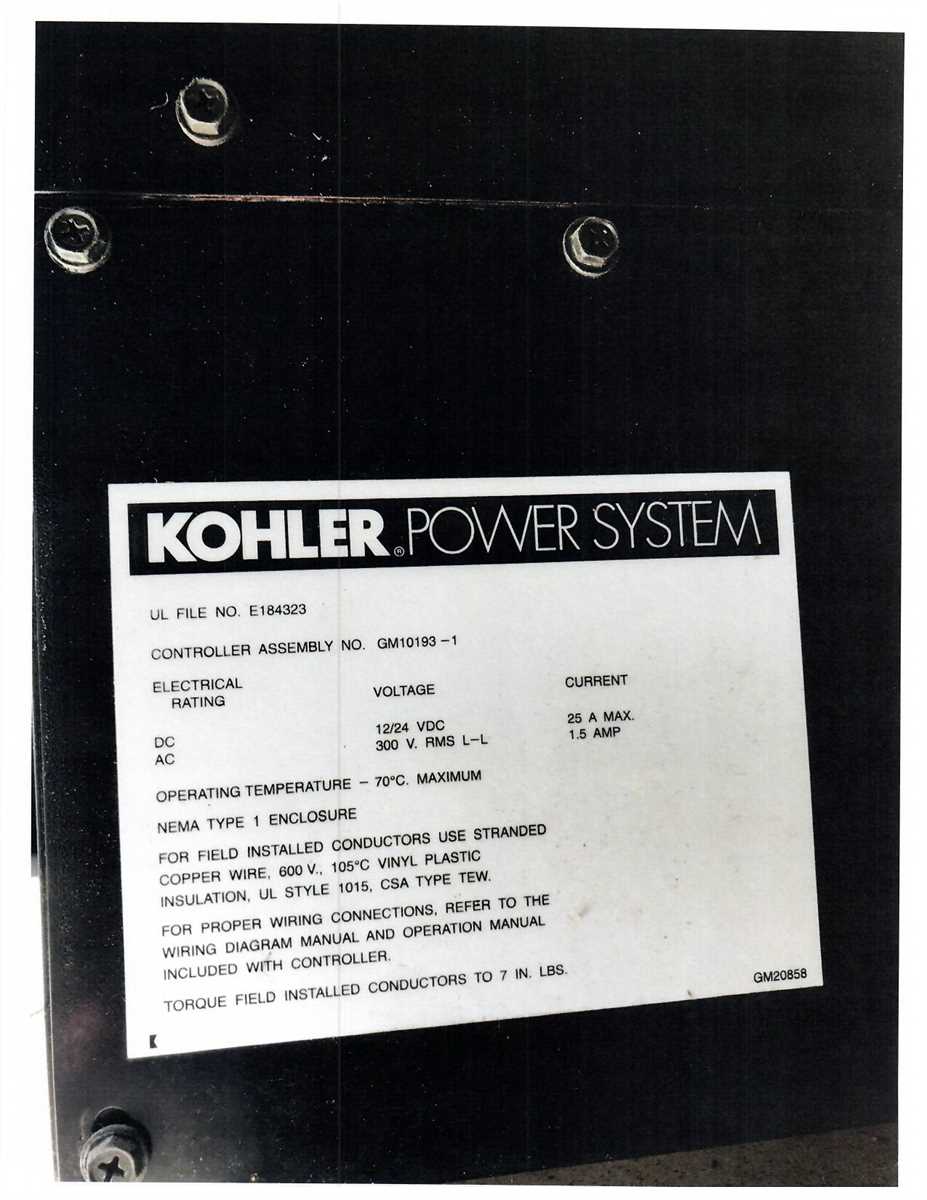 KOHLER® POWER SYSTEM
UL FILE NO. E184323
CONTROLLER ASSEMBLY NO. GM10193-1
ELECTRICAL RATING VOLTAGE CURRENT
DC 12/24 VDC 25 A MAX.
AC 300 V. RMS L-L 1.5 AMP
OPERATING TEMPERATURE - 70°C. MAXIMUM
NEMA TYPE 1 ENCLOSURE
FOR FIELD INSTALLED CONDUCTORS USE STRANDED
COPPER WIRE, 600 V., 105°C VINYL PLASTIC
INSULATION, UL STYLE 1015, CSA TYPE TEW.
FOR PROPER WIRING CONNECTIONS, REFER TO THE
WIRING DIAGRAM MANUAL AND OPERATION MANUAL
INCLUDED WITH CONTROLLER.
TORQUE FIELD INSTALLED CONDUCTORS TO 7 IN. LBS.
GM20858